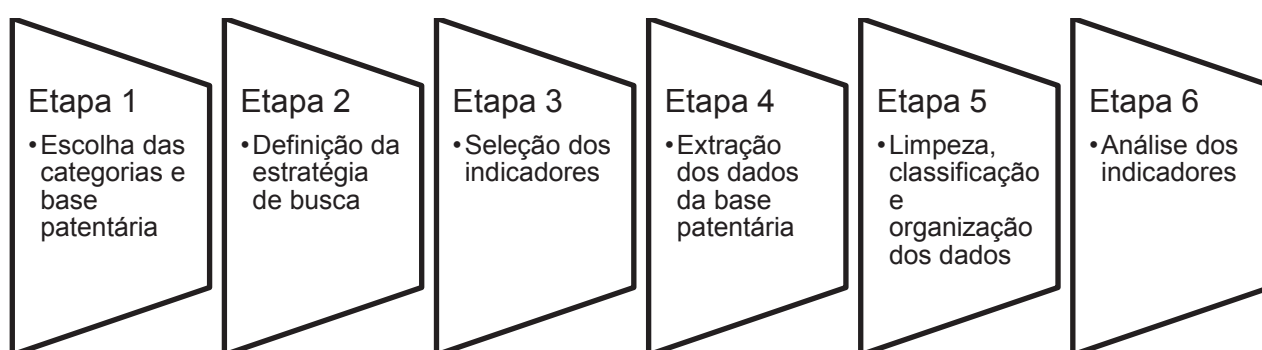 Etapa 1
•Escolha das
categorias e
base
patentária
Etapa 2
•Definição da
estratégia
de busca
Etapa 3
•Seleção dos
indicadores
Etapa 4
•Extração
dos dados
da base
patentária
Etapa 5
•Limpeza,
classificação
e
organização
dos dados
Etapa 6
•Análise dos
indicadores